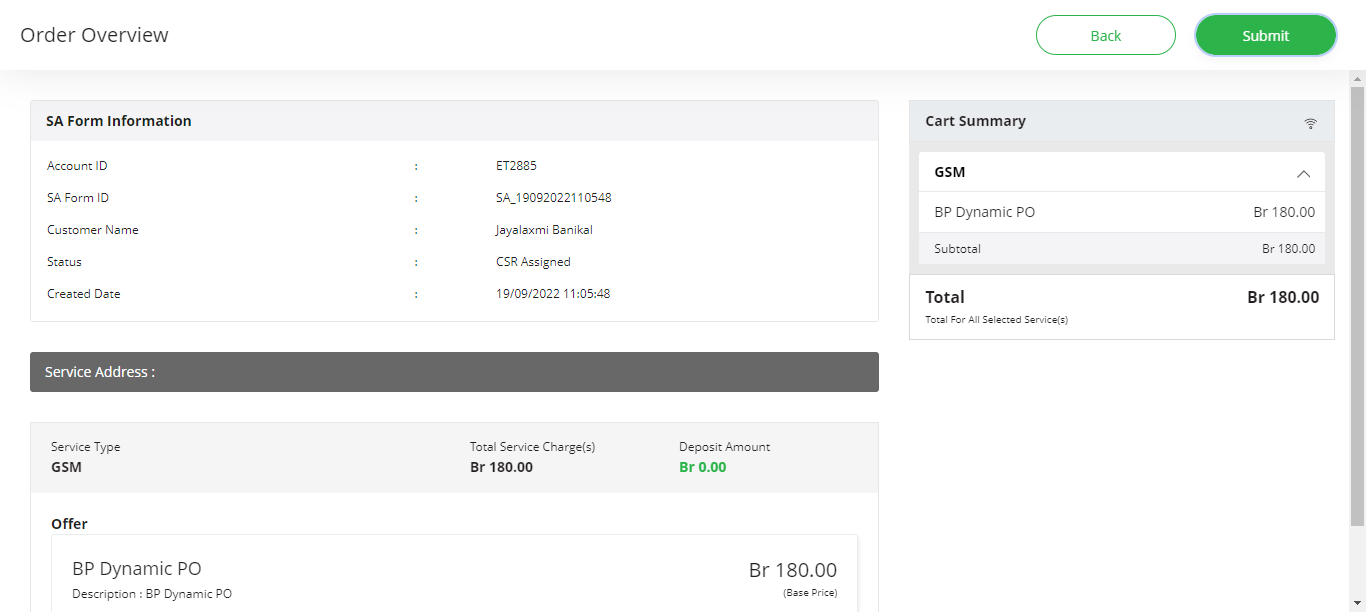 Order Overview
Back
Submit
SA Form Information
Account ID : ET2885
SA Form ID : SA_19092022110548
Customer Name : Jayalaxmi Banikal
Status : CSR Assigned
Created Date : 19/09/2022 11:05:48
Service Address :
Service Type Total Service Charge(s) Deposit Amount
GSM Br 180.00 Br 0.00
Offer
BP Dynamic PO Br 180.00
Description : BP Dynamic PO (Base Price)
Cart Summary
GSM
BP Dynamic PO Br 180.00
Subtotal Br 180.00
Total Br 180.00
Total For All Selected Service(s)